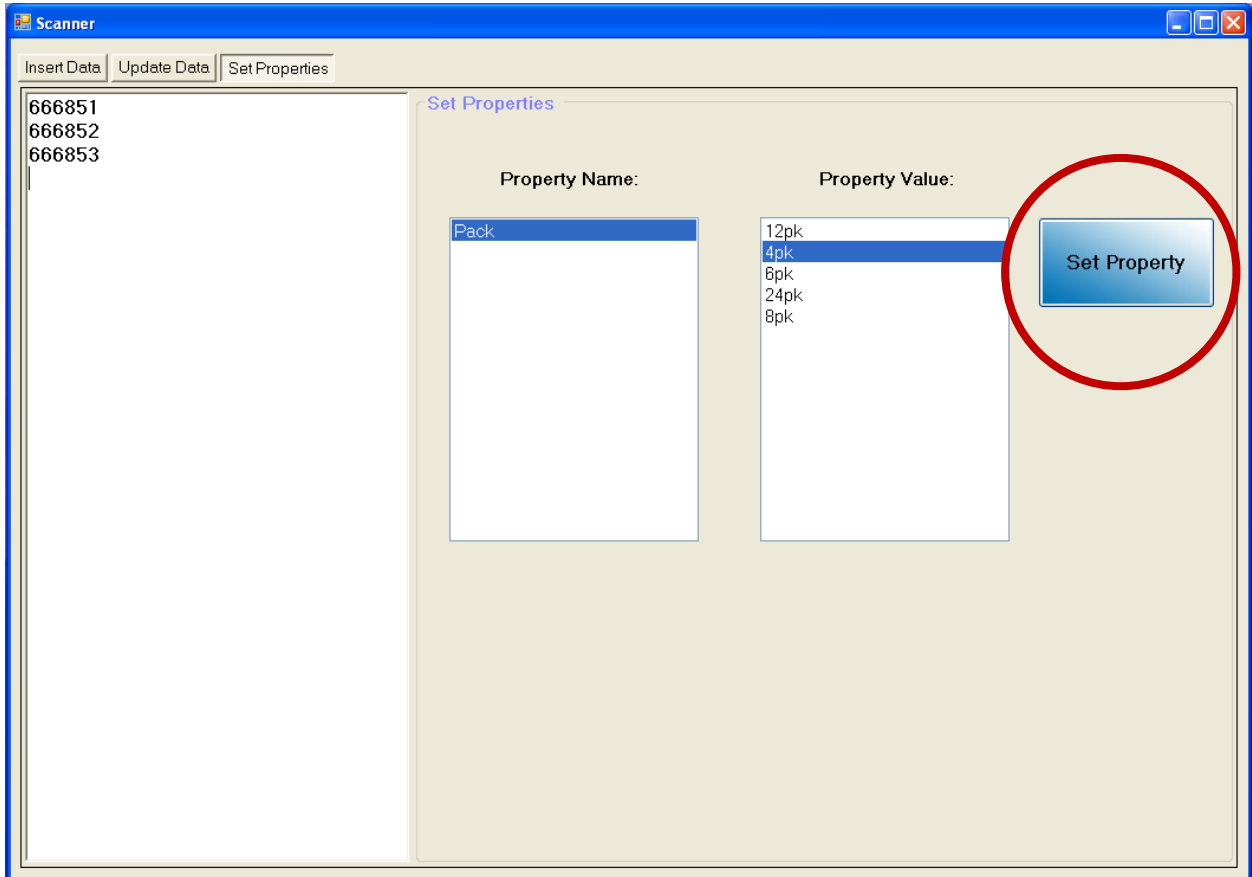 Scanner
Insert Data Update Data Set Properties
666851
666852
666853
Set Properties
Property Name:
Property Value:
Pack
12pk
4pk
6pk
24pk
8pk
Set Property